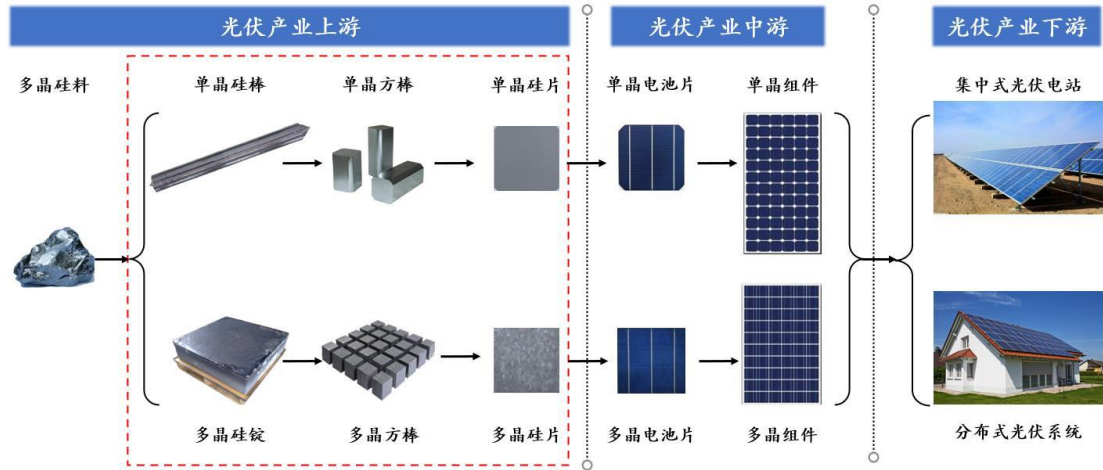 光伏产业上游
光伏产业中游
光伏产业下游
多晶硅料
单晶硅棒
单晶方棒
单晶硅片
单晶电池片
单晶组件
集中式光伏电站
多晶硅锭
多晶方棒
多晶硅片
多晶电池片
多晶组件
分布式光伏系统